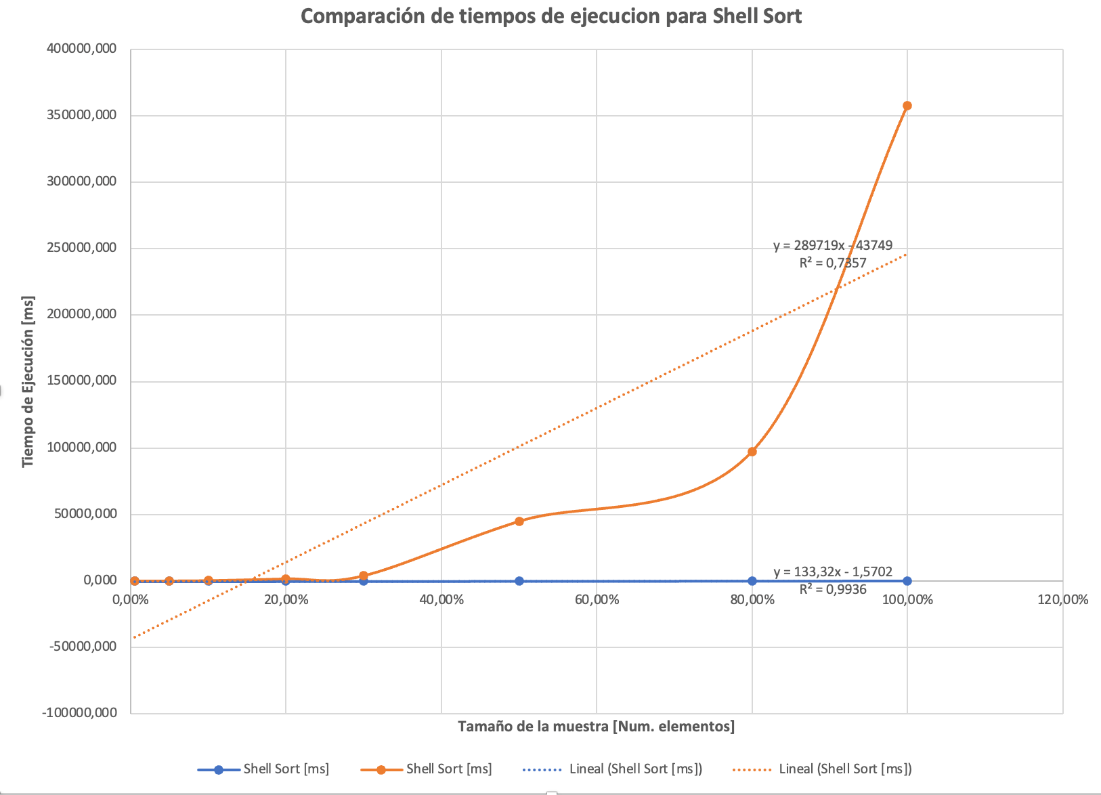 Comparación de tiempos de ejecucion para Shell Sort
400000,000
350000,000
300000,000
250000,000
200000,000
150000,000
100000,000
50000,000
0,000
-50000,000
-100000,000
Tiempo de Ejecución [ms]
y = 289719x - 43749
R² = 0,7357
y = 133,32x - 1,5702
R² = 0,9936
0,00% 20,00% 40,00% 60,00% 80,00% 100,00% 120,00%
Tamaño de la muestra [Num. elementos]
Shell Sort [ms] Shell Sort [ms] Lineal (Shell Sort [ms]) Lineal (Shell Sort [ms])